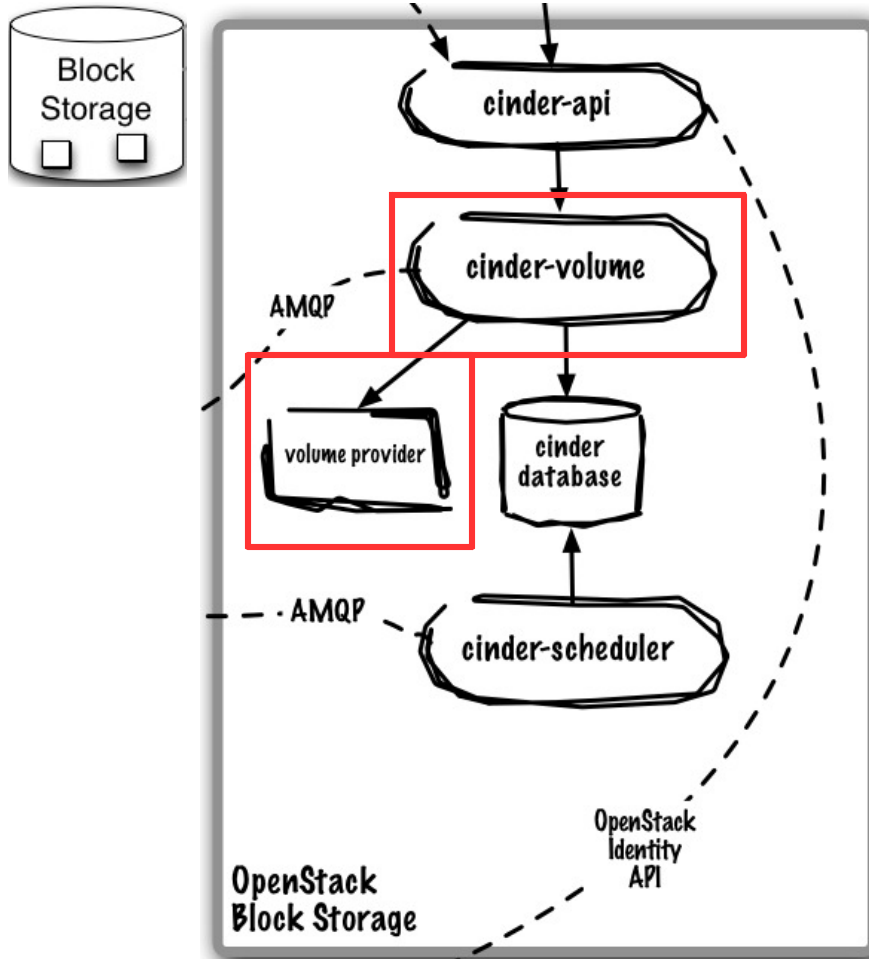 Block
Storage
cinder-api
cinder-volume
AMQP
volume provider
cinder
database
AMQP
cinder-scheduler
OpenStack
Identity
API
OpenStack
Block Storage